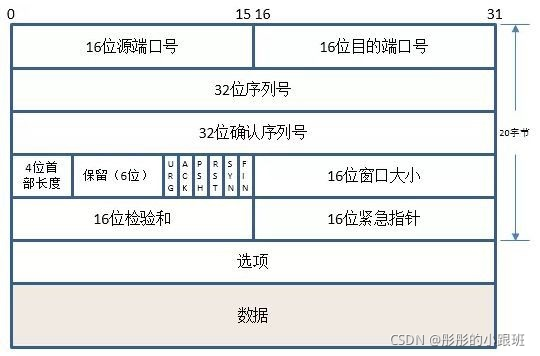 0 15 16 31
16位源端口号 16位目的端口号
32位序列号
20字节
32位确认序列号
4位首部长度 保留（6位） URG ACK PSH RST SYN FIN 16位窗口大小
16位检验和 16位紧急指针
选项
数据
CSDN @彤彤的小跟班